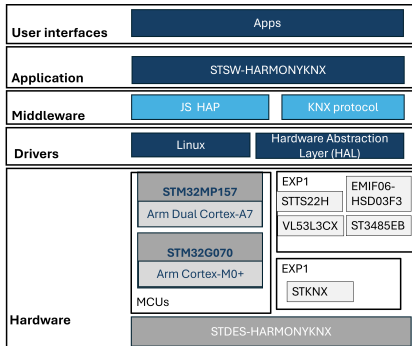 User interfaces
Apps
Application
STSW-HARMONYKNX
Middleware
JS HAP
KNX protocol
Drivers
Linux
Hardware Abstraction
Layer (HAL)
Hardware
STM32MP157
Arm Dual Cortex-A7
STM32G070
Arm Cortex-M0+
MCUs
EXP1
STTS22H
EMIF06-
HSD03F3
VL53L3CX
ST3485EB
EXP1
STKNX
STDES-HARMONYKNX